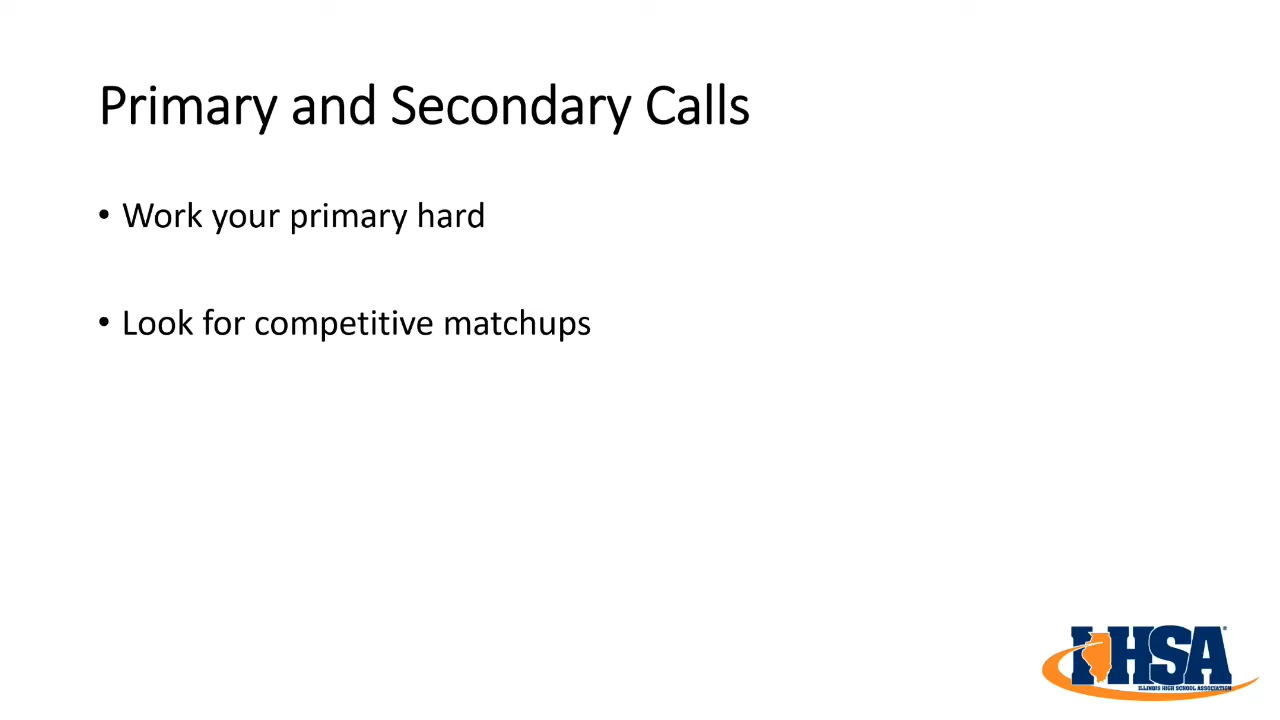 Primary and Secondary Calls
• Work your primary hard
• Look for competitive matchups
IHSA
ILLINOIS HIGH SCHOOL ASSOCIATION